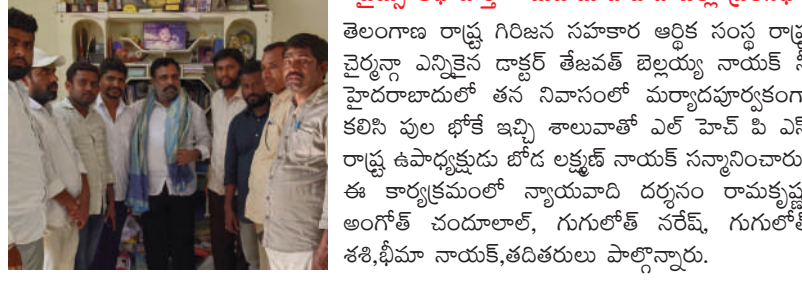 తెలంగాణ రాష్ట్ర గిరిజన సహకార ఆర్థిక సంస్థ రాష్ట్ర
చైర్మన్గా ఎన్నికైన డాక్టర్ తేజవత్ బెల్లయ్య నాయక్ ని
హైదరాబాదులో తన నివాసంలో మర్యాదపూర్వకంగా
కలిసి పుల భోకే ఇచ్చి శాలువాతో ఎల్ హెచ్ పి ఎస్
రాష్ట్ర ఉపాధ్యక్షుడు బోడ లక్ష్మణ్ నాయక్ సన్మానించారు.
ఈ కార్యక్రమంలో న్యాయవాది దర్శనం రామకృష్ణ,
అంగోత్ చందూలాల్, గుగులోత్ నరేష్, గుగులోత్
శశి,భీమా నాయక్,తదితరులు పాల్గొన్నారు.